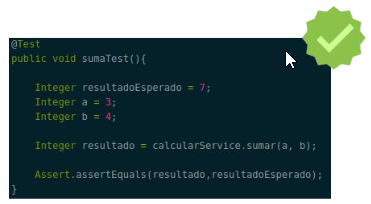 @Test
public void sumaTest(){
Integer resultadoEsperado = 7;
Integer a = 3;
Integer b = 4;
Integer resultado = calcularService.sumar(a, b);
Assert.assertEquals(resultado,resultadoEsperado);
}